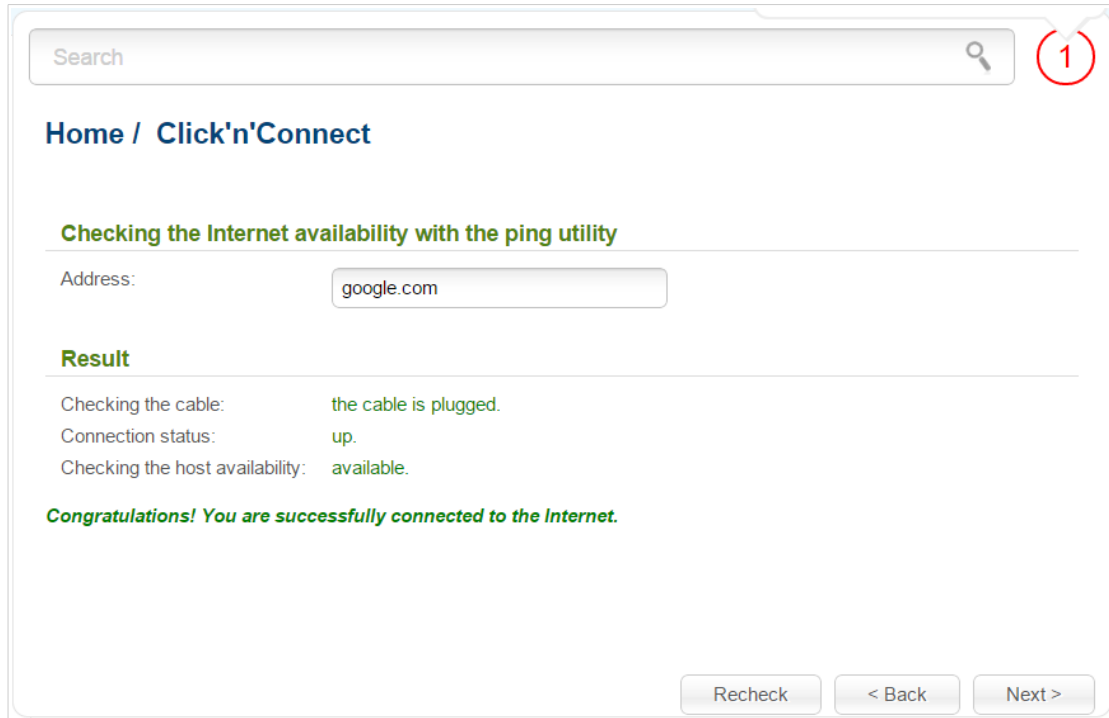 Search
1
Home / Click'n'Connect
Checking the Internet availability with the ping utility
Address: google.com
Result
Checking the cable: the cable is plugged.
Connection status: up.
Checking the host availability: available.
Congratulations! You are successfully connected to the Internet.
Recheck < Back Next >